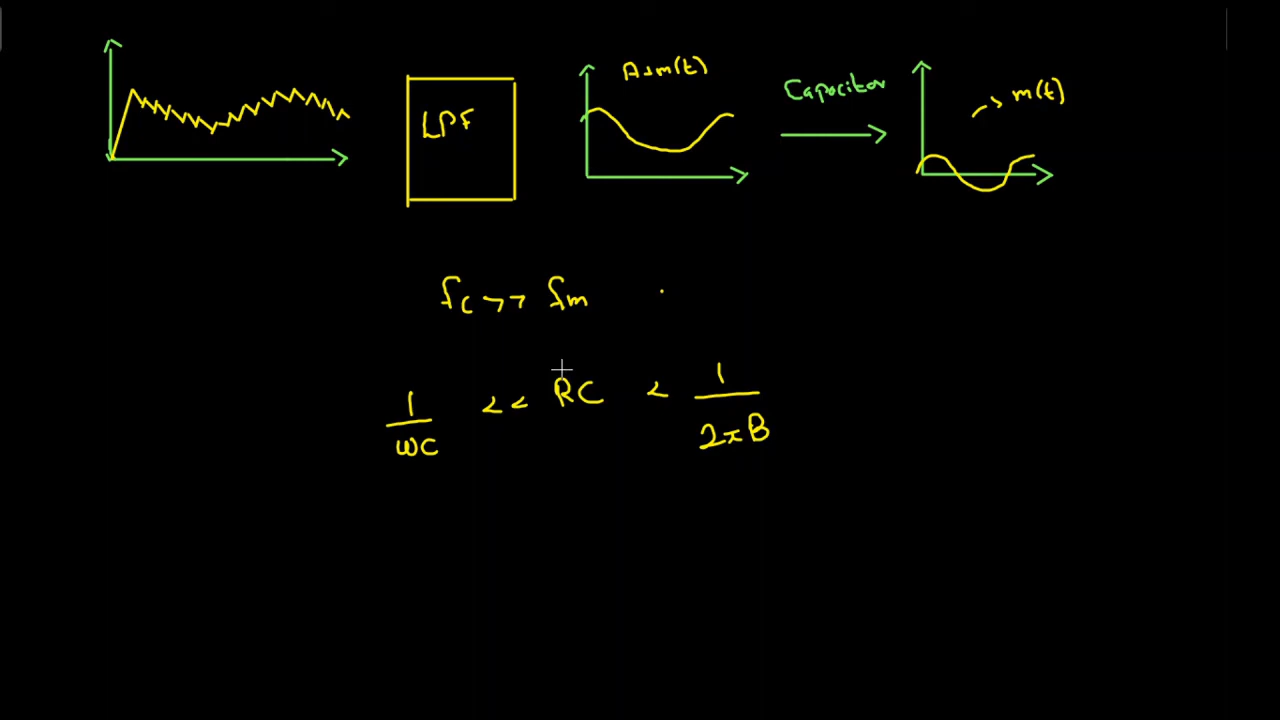 A+m(t)
Capacitor
m(t)
LPF
fc >> fm
1/ωc << RC < 1/2πB